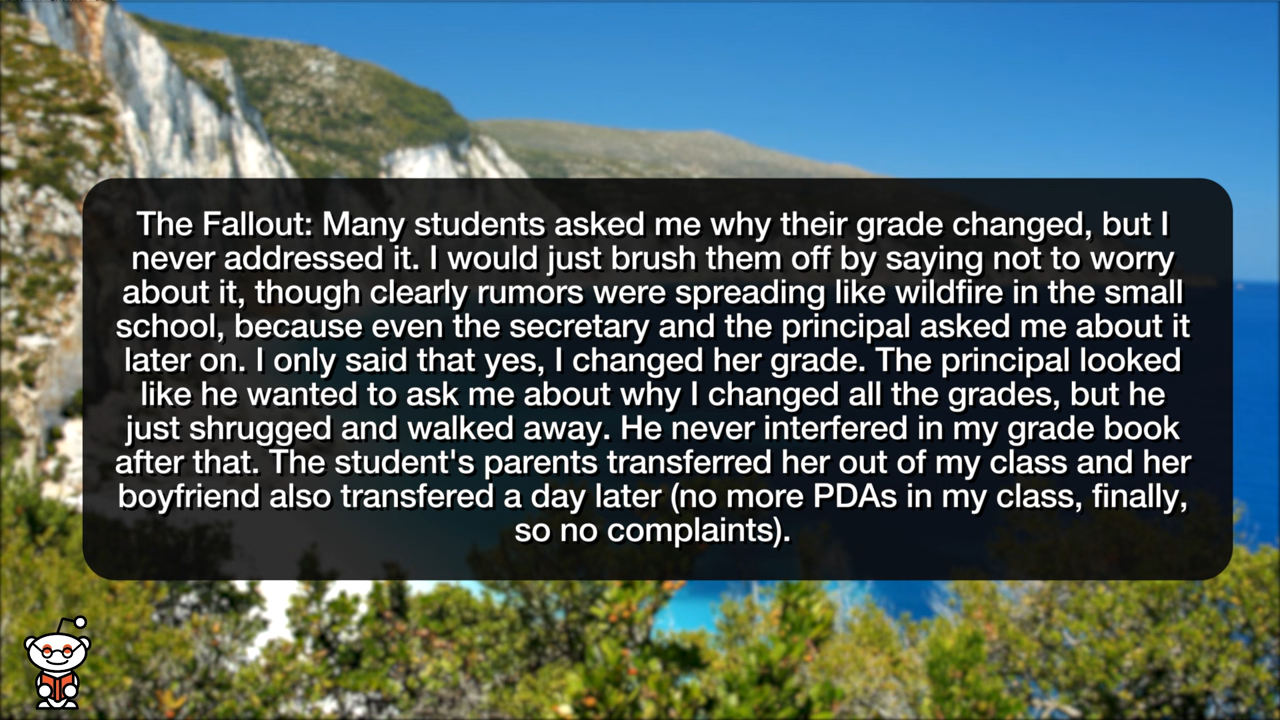 The Fallout: Many students asked me why their grade changed, but I
never addressed it. I would just brush them off by saying not to worry
about it, though clearly rumors were spreading like wildfire in the small
school, because even the secretary and the principal asked me about it
later on. I only said that yes, I changed her grade. The principal looked
like he wanted to ask me about why I changed all the grades, but he
just shrugged and walked away. He never interfered in my grade book
after that. The student's parents transferred her out of my class and her
boyfriend also transfered a day later (no more PDAs in my class, finally,
so no complaints).